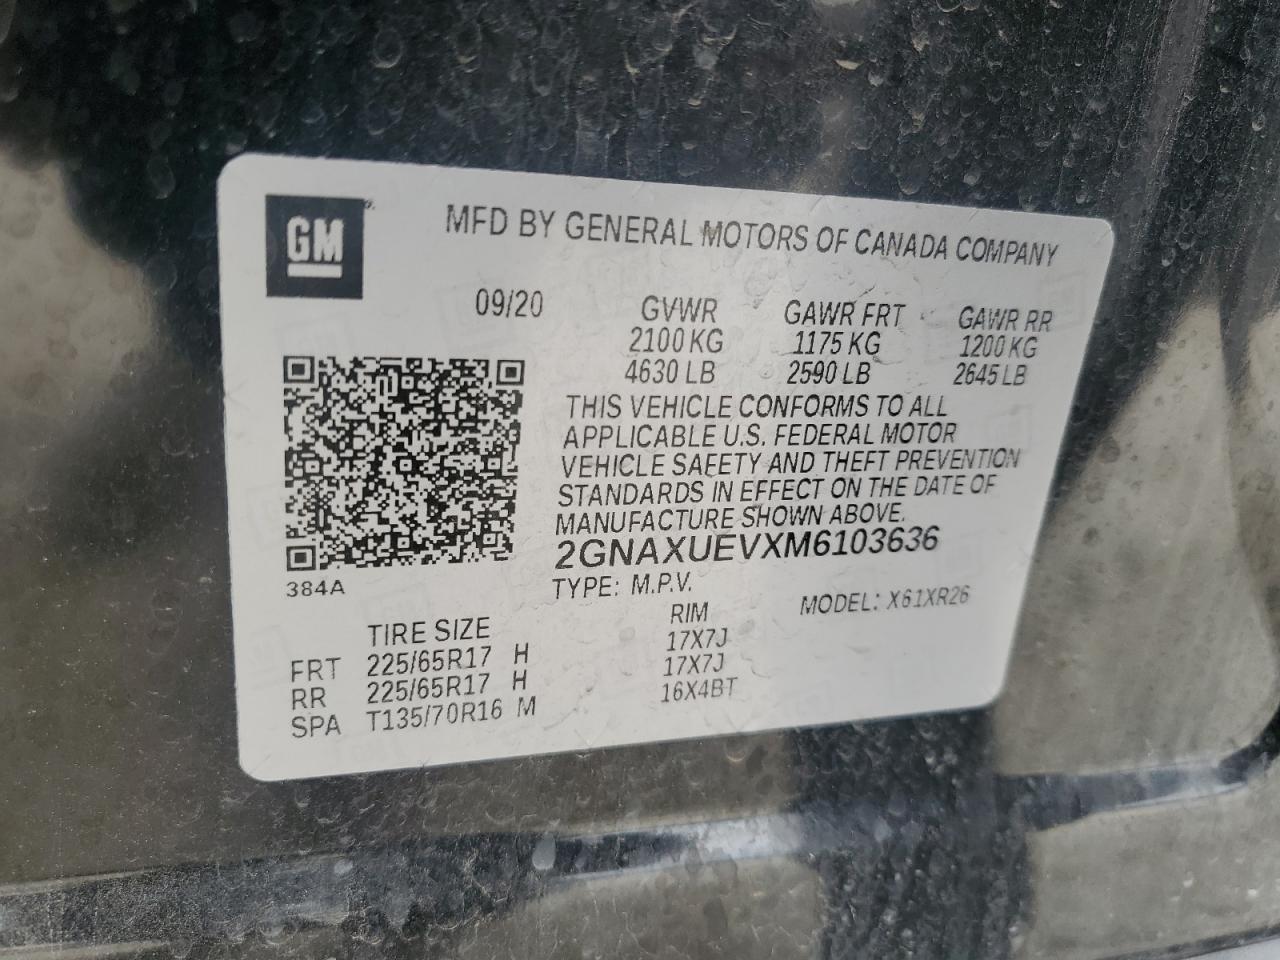 GM
MFD BY GENERAL MOTORS OF CANADA COMPANY
09/20 GVWR GAWR FRT GAWR RR
2100 KG 1175 KG 1200 KG
4630 LB 2590 LB 2645 LB
THIS VEHICLE CONFORMS TO ALL
APPLICABLE U.S. FEDERAL MOTOR
VEHICLE SAFETY AND THEFT PREVENTION
STANDARDS IN EFFECT ON THE DATE OF
MANUFACTURE SHOWN ABOVE.
2GNAXUEVXM6103636
384A
TYPE: M.P.V. MODEL: X61XR26
TIRE SIZE RIM
FRT 225/65R17 H 17X7J
RR 225/65R17 H 17X7J
SPA T135/70R16 M 16X4BT